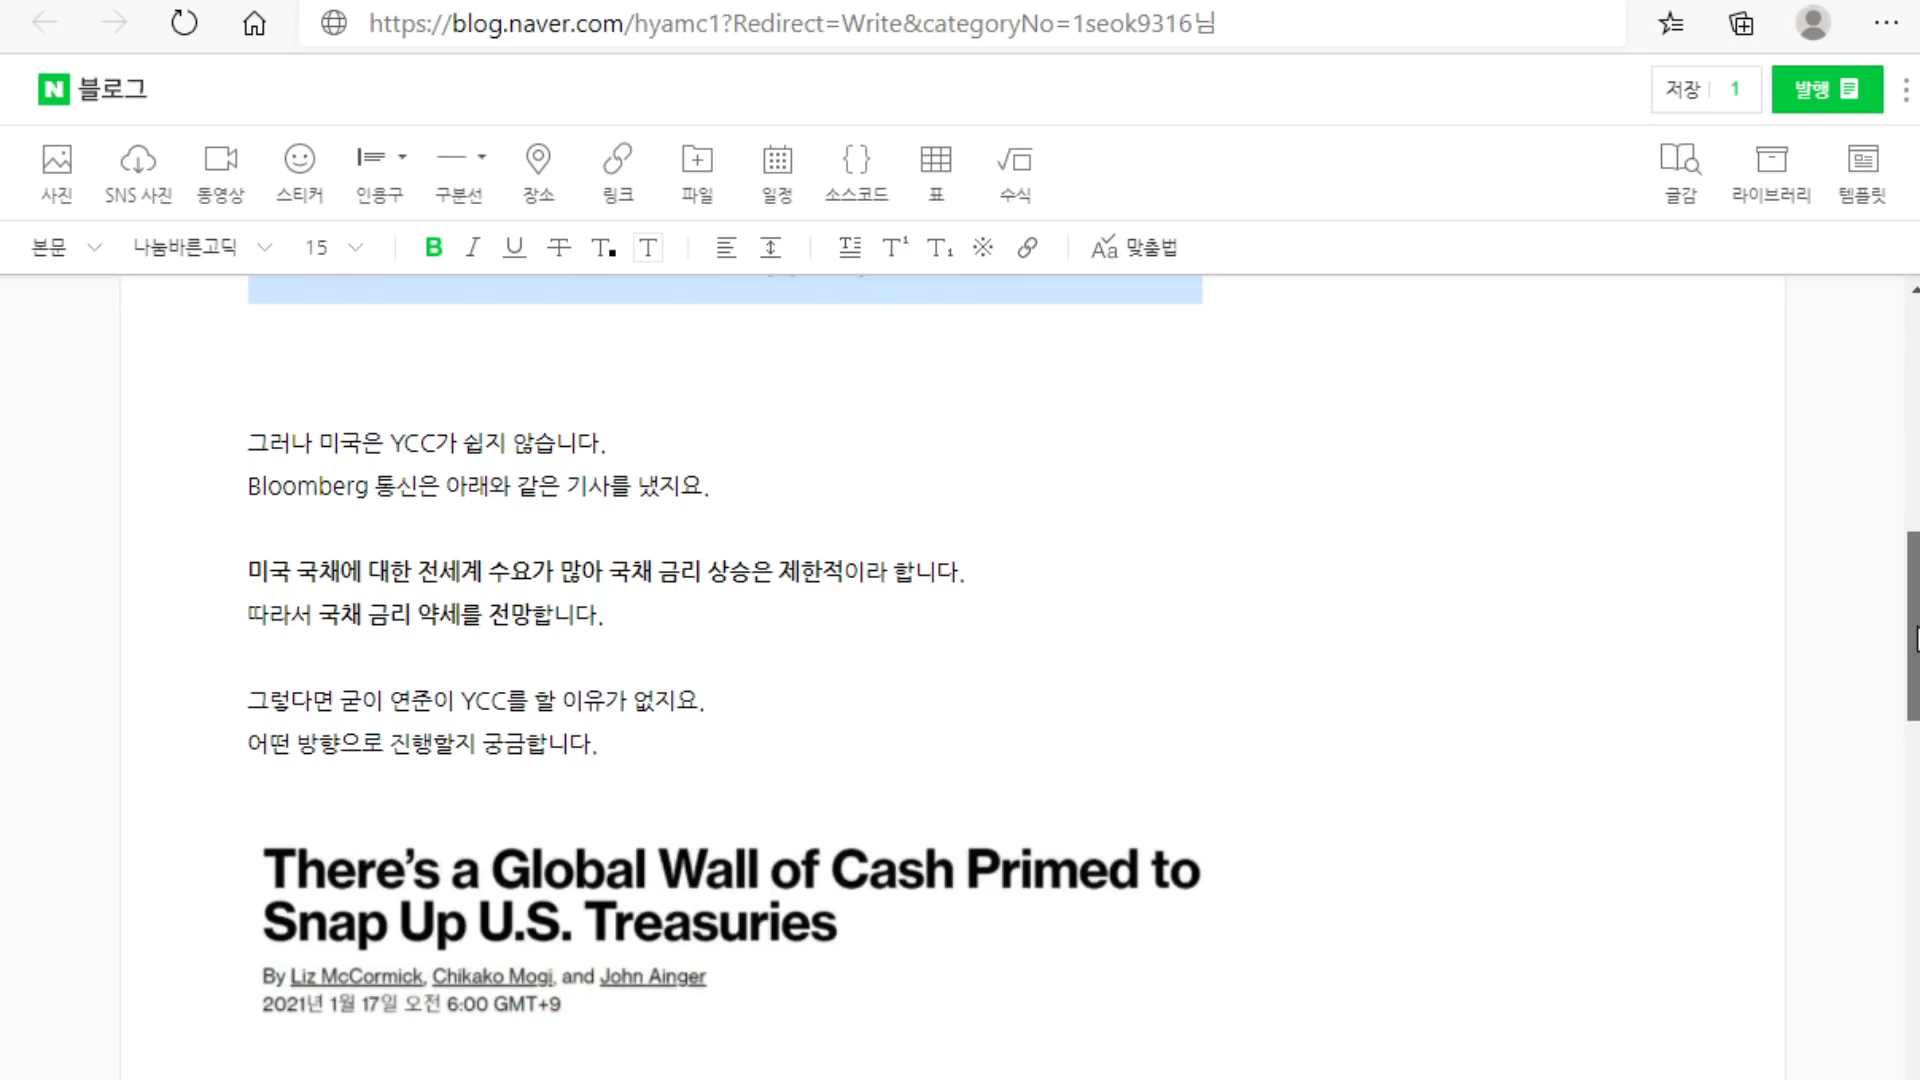 https://blog.naver.com/hyamc1?Redirect=Write&categoryNo=1seok9316님
N 블로그
저장 1 발행
사진 SNS 사진 동영상 스티커 인용구 구분선 장소 링크 파일 일정 소스코드 표 수식 글감 라이브러리 템플릿
본문 나눔바른고딕 15 B I U T T. T T T¹ T₁ ※ 맞춤법
그러나 미국은 YCC가 쉽지 않습니다.
Bloomberg 통신은 아래와 같은 기사를 냈지요.
미국 국채에 대한 전세계 수요가 많아 국채 금리 상승은 제한적이라 합니다.
따라서 국채 금리 약세를 전망합니다.
그렇다면 굳이 연준이 YCC를 할 이유가 없지요.
어떤 방향으로 진행할지 궁금합니다.
There's a Global Wall of Cash Primed to
Snap Up U.S. Treasuries
By Liz McCormick, Chikako Mogi, and John Ainger
2021년 1월 17일 오전 6:00 GMT+9